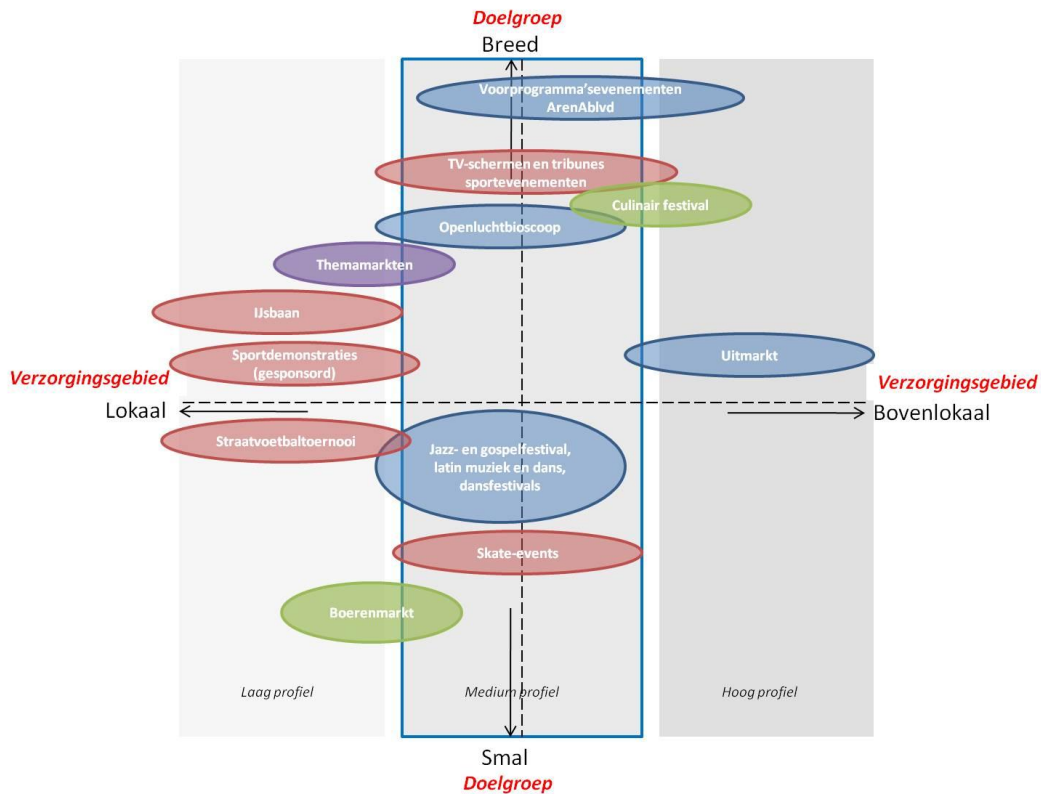 Doelgroep
Breed
Voorprogramma'sevenementen
ArenAblvd
TV-schermen en tribunes
sportevenementen
Culinair festival
Openluchtbioscoop
Themamarkten
IJsbaan
Sportdemonstraties
(gesponsord)
Uitmarkt
Verzorgingsgebied
Verzorgingsgebied
Lokaal
Bovenlokaal
Straatvoetbaltoernooi
Jazz- en gospelfestival,
latin muziek en dans,
dansfestivals
Skate-events
Boerenmarkt
Laag profiel
Medium profiel
Hoog profiel
Smal
Doelgroep